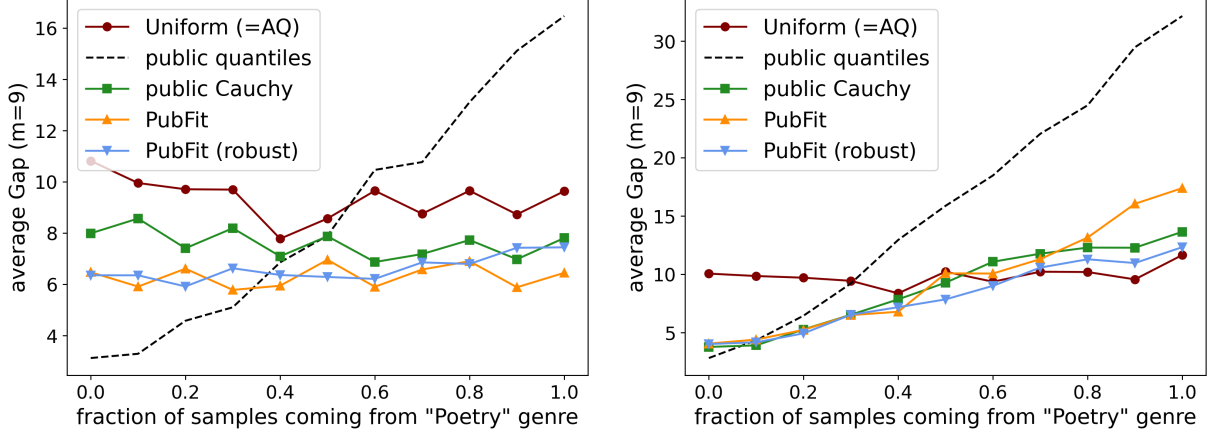 average Gap (m=9)
16
14
12
10
8
6
4
Uniform (=AQ)
public quantiles
public Cauchy
PubFit
PubFit (robust)
0.0 0.2 0.4 0.6 0.8 1.0
fraction of samples coming from "Poetry" genre
average Gap (m=9)
30
25
20
15
10
5
Uniform (=AQ)
public quantiles
public Cauchy
PubFit
PubFit (robust)
0.0 0.2 0.4 0.6 0.8 1.0
fraction of samples coming from "Poetry" genre